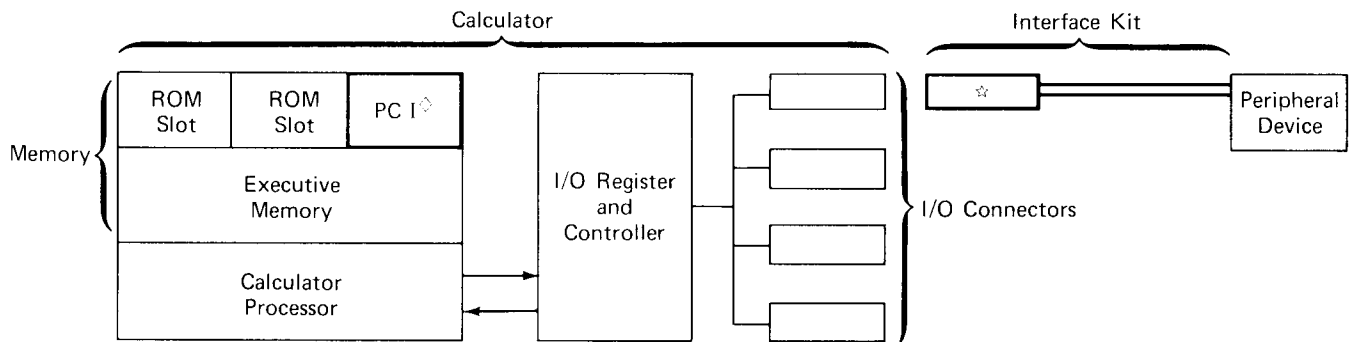 Calculator
Interface Kit
ROM
Slot
ROM
Slot
PC I◇
☆
Peripheral
Device
Memory
Executive
Memory
I/O Register
and
Controller
I/O Connectors
Calculator
Processor